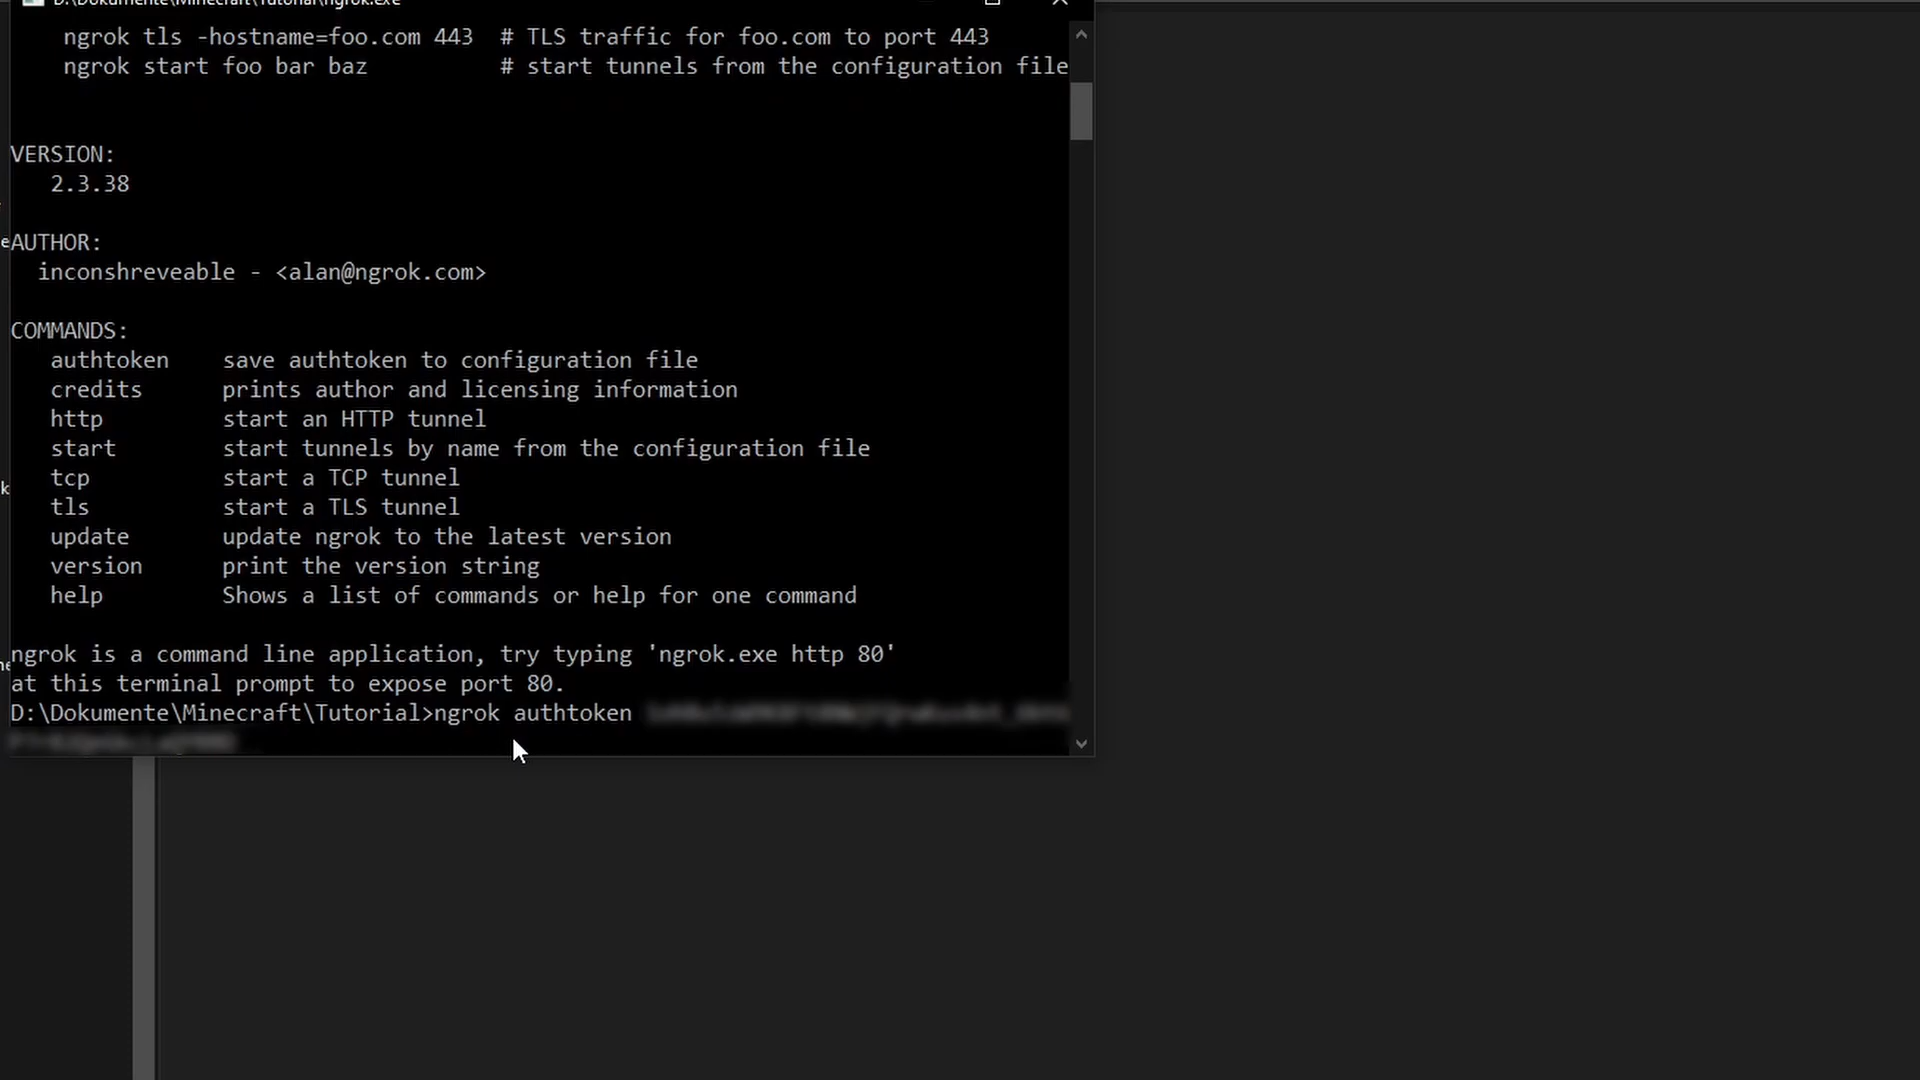 D:\Dokumente\Minecraft\Tutorial\ngrok.exe
ngrok tls -hostname=foo.com 443 # TLS traffic for foo.com to port 443
ngrok start foo bar baz # start tunnels from the configuration file
VERSION:
2.3.38
AUTHOR:
inconshreveable - <alan@ngrok.com>
COMMANDS:
authtoken save authtoken to configuration file
credits prints author and licensing information
http start an HTTP tunnel
start start tunnels by name from the configuration file
tcp start a TCP tunnel
tls start a TLS tunnel
update update ngrok to the latest version
version print the version string
help Shows a list of commands or help for one command
ngrok is a command line application, try typing 'ngrok.exe http 80'
at this terminal prompt to expose port 80.
D:\Dokumente\Minecraft\Tutorial>ngrok authtoken